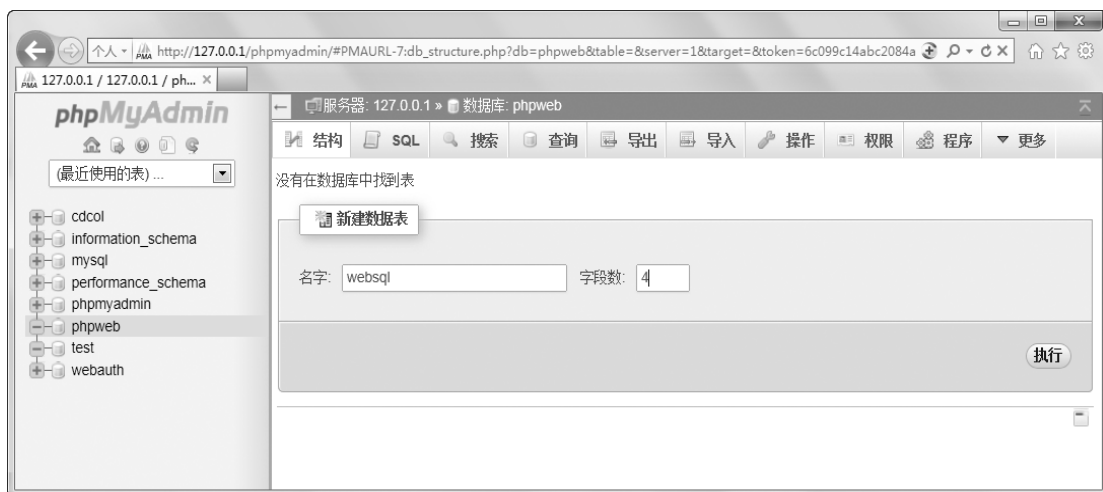 个人
http://127.0.0.1/phpmyadmin/#PMAURL-7:db_structure.php?db=phpweb&table=&server=1&target=&token=6c099c14abc2084a
PMA 127.0.0.1 / 127.0.0.1 / ph... ×
phpMyAdmin
(最近使用的表) ...
cdcol
information_schema
mysql
performance_schema
phpmyadmin
phpweb
test
webauth
服务器: 127.0.0.1 » 数据库: phpweb
结构 SQL 搜索 查询 导出 导入 操作 权限 程序 更多
没有在数据库中找到表
新建数据表
名字: websql 字段数: 4
执行